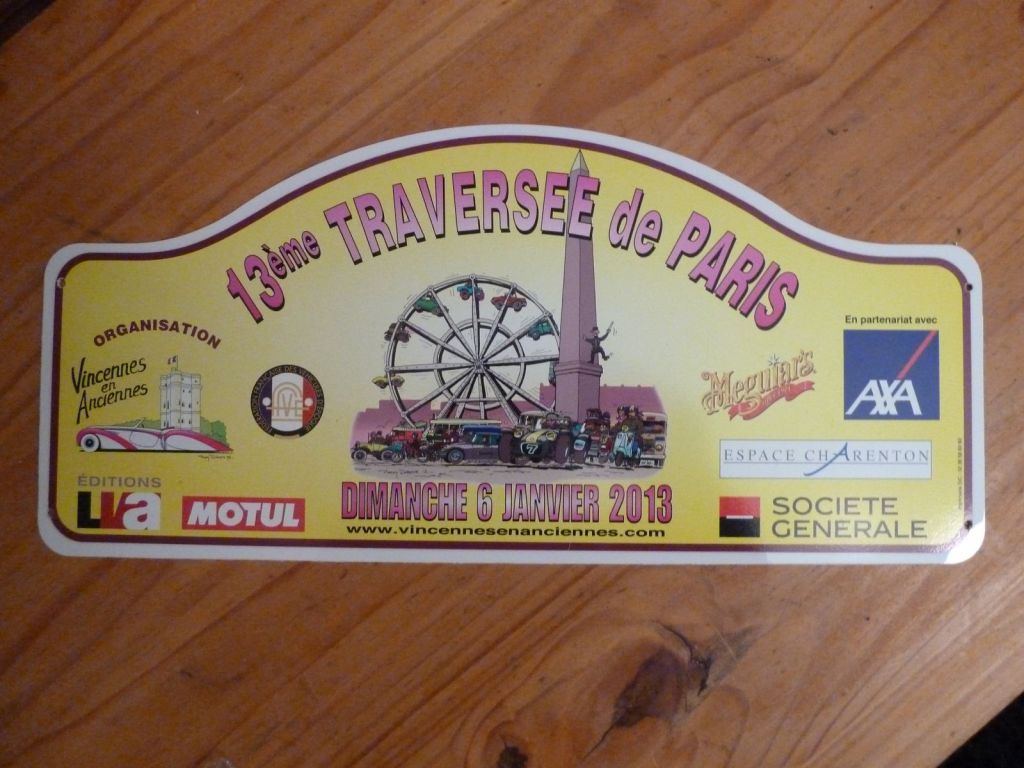 13ème TRAVERSEE de PARIS
ORGANISATION
Vincennes
en
Anciennes
ÉDITIONS
LVA
MOTUL
DIMANCHE 6 JANVIER 2013
www.vincennesenanciennes.com
En partenariat avec
Meguiar's
AXA
ESPACE CHARENTON
SOCIETE
GENERALE